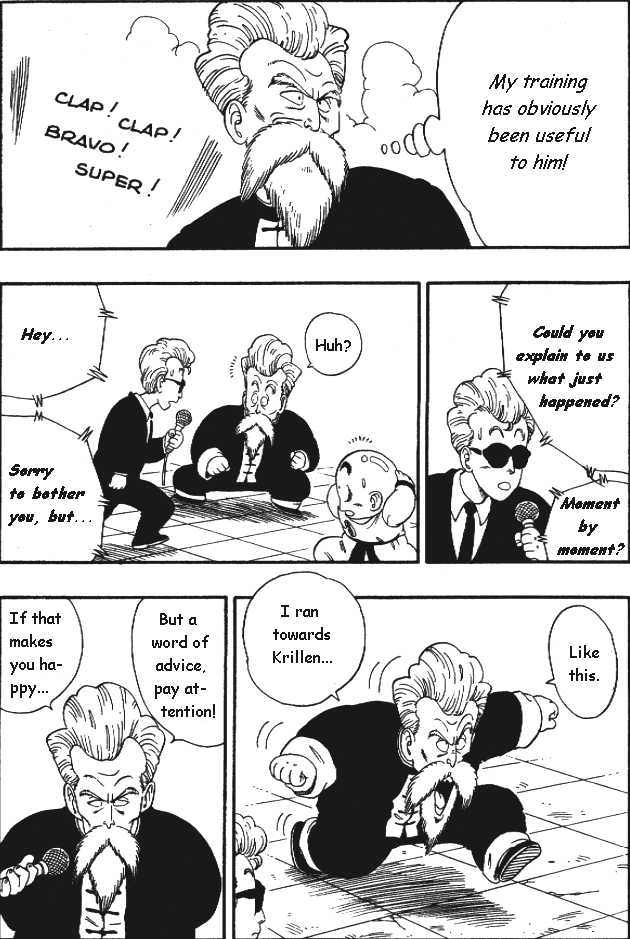 CLAP! CLAP!
BRAVO!
SUPER!
My training
has obviously
been useful
to him!
Hey...
Sorry
to bother
you, but...
Huh?
Could you
explain to us
what just
happened?
Moment
by
moment?
If that
makes
you ha-
ppy...
But a
word of
advice,
pay at-
tention!
I ran
towards
Krillen...
Like
this.